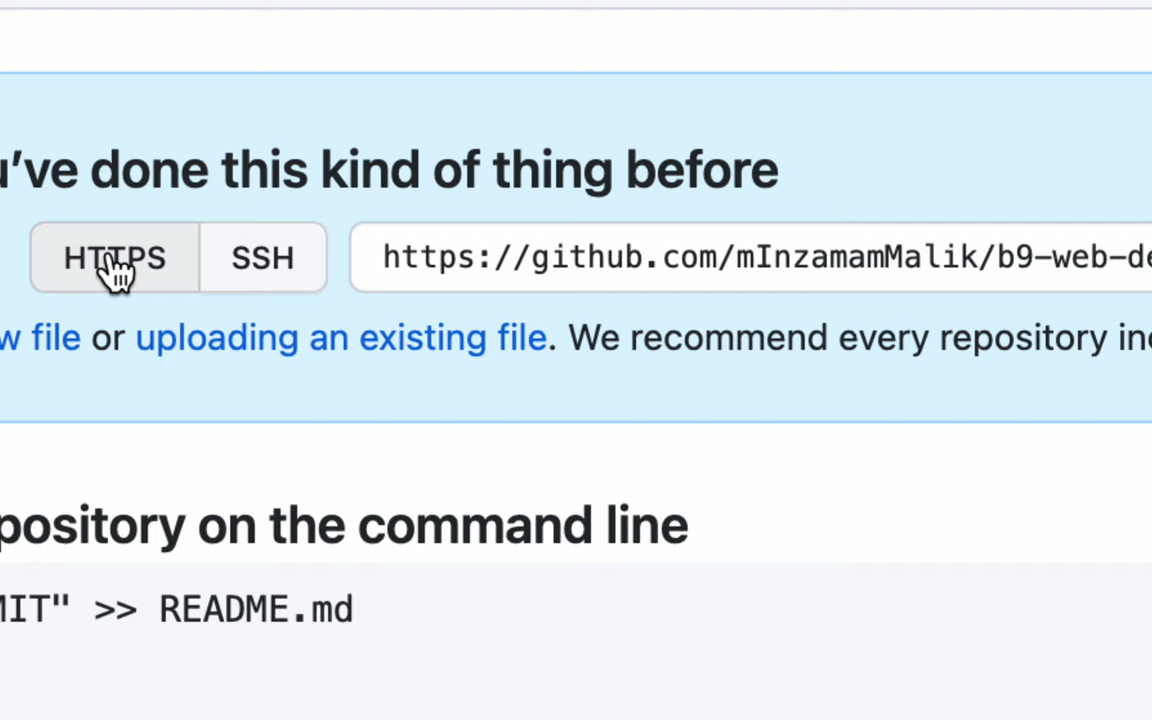 u’ve done this kind of thing before
HTTPS SSH https://github.com/mInzamamMalik/b9-web-de
w file or uploading an existing file. We recommend every repository inc
pository on the command line
MIT" >> README.md